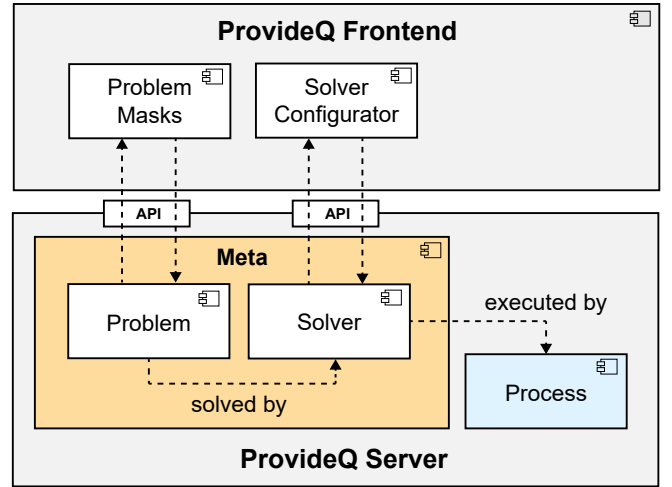 ProvideQ Frontend
Problem
Masks
Solver
Configurator
API
API
Meta
Problem
Solver
executed by
Process
solved by
ProvideQ Server